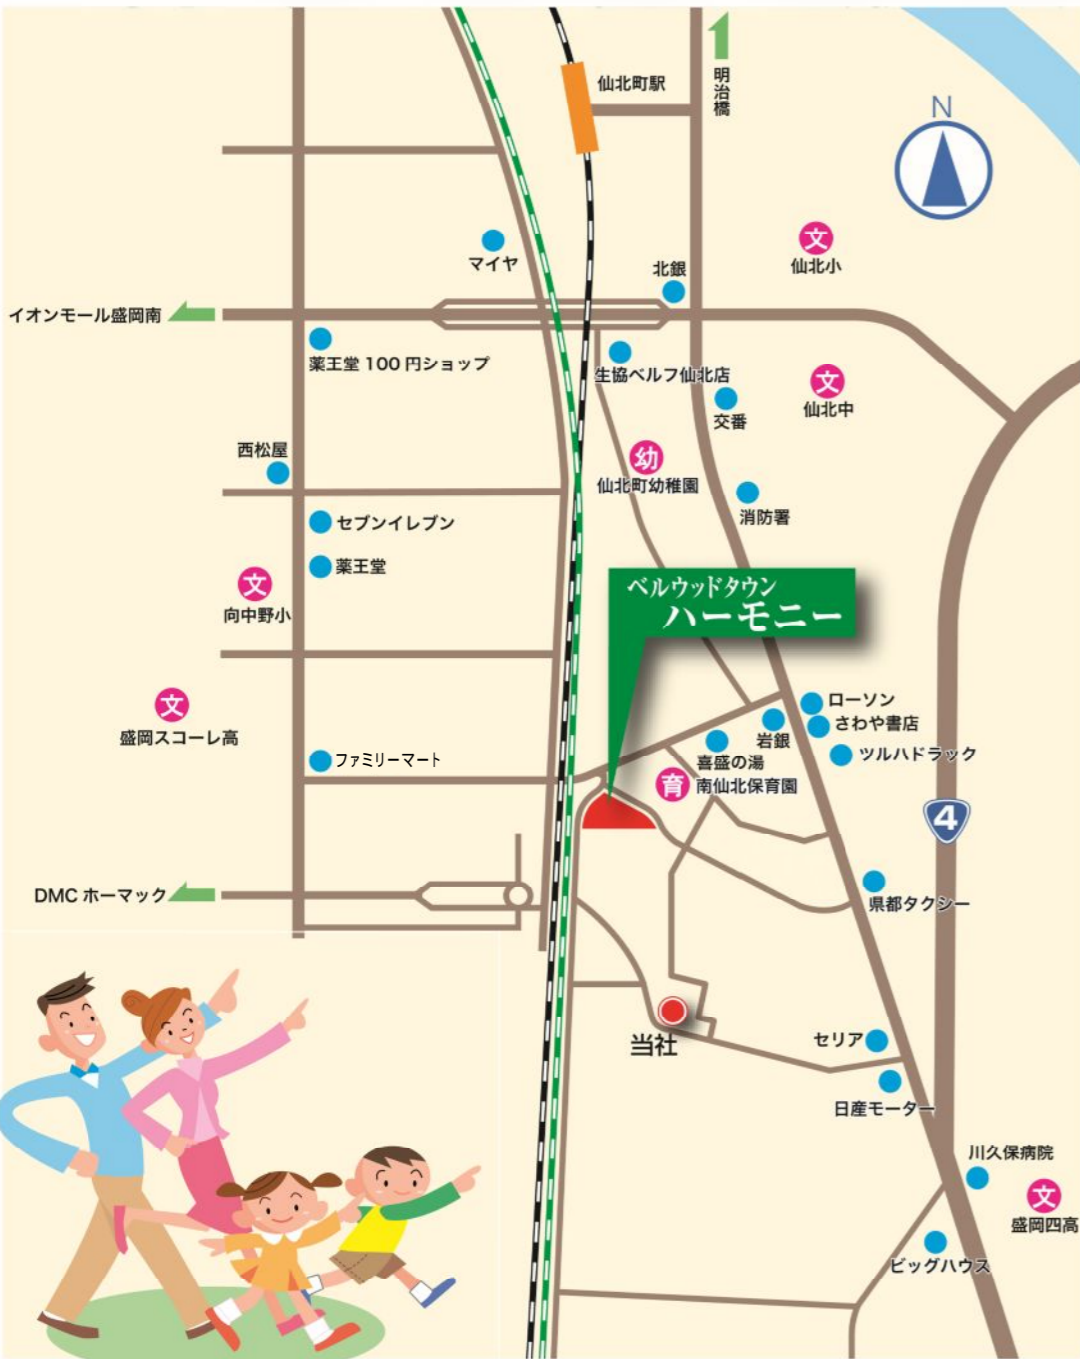 仙北町駅
明治橋
N
文
仙北小
マイヤ
北銀
イオンモール盛岡南
薬王堂 100 円ショップ
生協ベルフ仙北店
文
仙北中
交番
西松屋
幼
仙北町幼稚園
消防署
セブンイレブン
薬王堂
文
向中野小
ベルウッドタウン
ハーモニー
文
盛岡スコーレ高
ローソン
さわや書店
岩銀
ツルハドラック
喜盛の湯
ファミリーマート
育
南仙北保育園
4
DMC ホーマック
県都タクシー
当社
セリア
日産モーター
川久保病院
文
盛岡四高
ビッグハウス